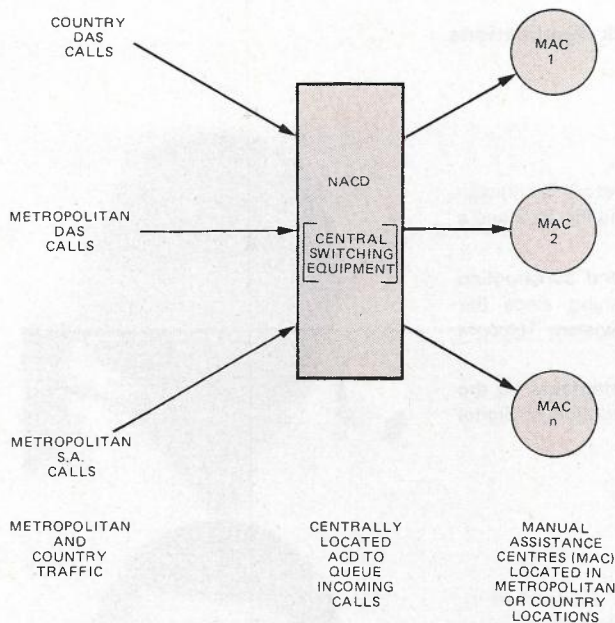 COUNTRY
DAS
CALLS
MAC
1
NACD
METROPOLITAN
DAS
CALLS
CENTRAL
SWITCHING
EQUIPMENT
MAC
2
METROPOLITAN
S.A.
CALLS
MAC
n
METROPOLITAN
AND
COUNTRY
TRAFFIC
CENTRALLY
LOCATED
ACD TO
QUEUE
INCOMING
CALLS
MANUAL
ASSISTANCE
CENTRES (MAC)
LOCATED IN
METROPOLITAN
OR COUNTRY
LOCATIONS